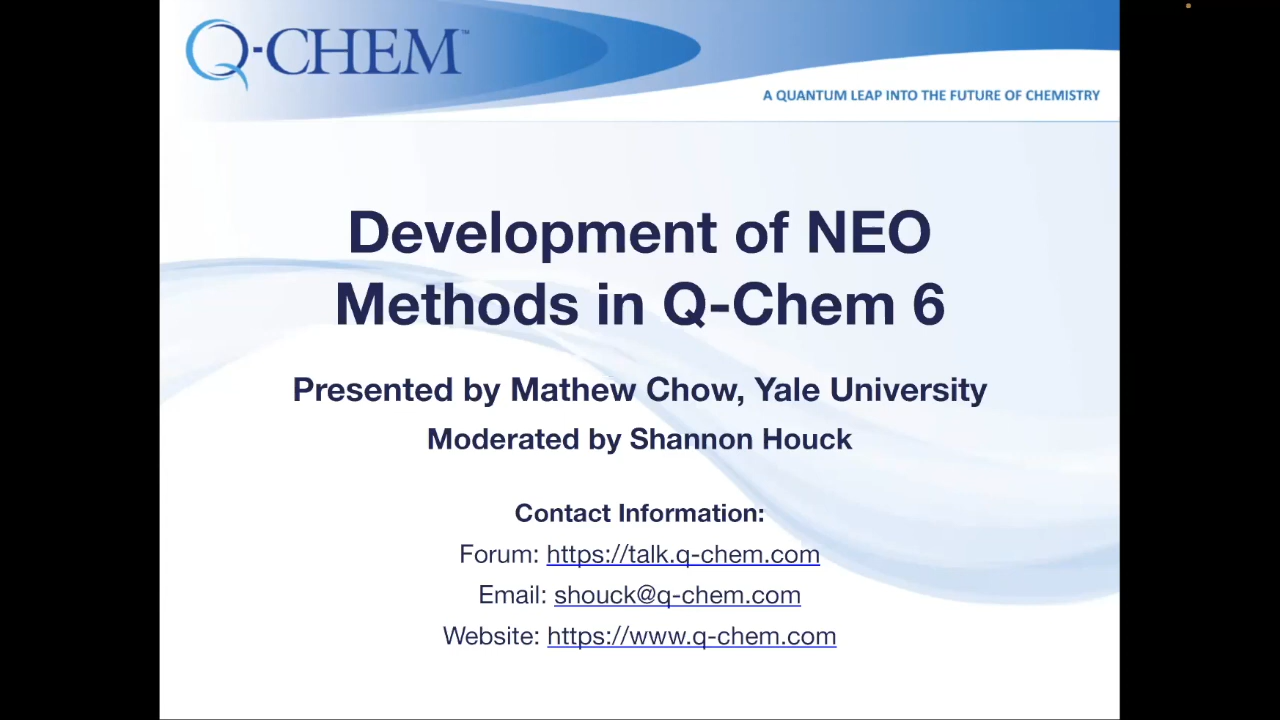 Q-CHEM™
A QUANTUM LEAP INTO THE FUTURE OF CHEMISTRY
Development of NEO
Methods in Q-Chem 6
Presented by Mathew Chow, Yale University
Moderated by Shannon Houck
Contact Information:
Forum: https://talk.q-chem.com
Email: shouck@q-chem.com
Website: https://www.q-chem.com